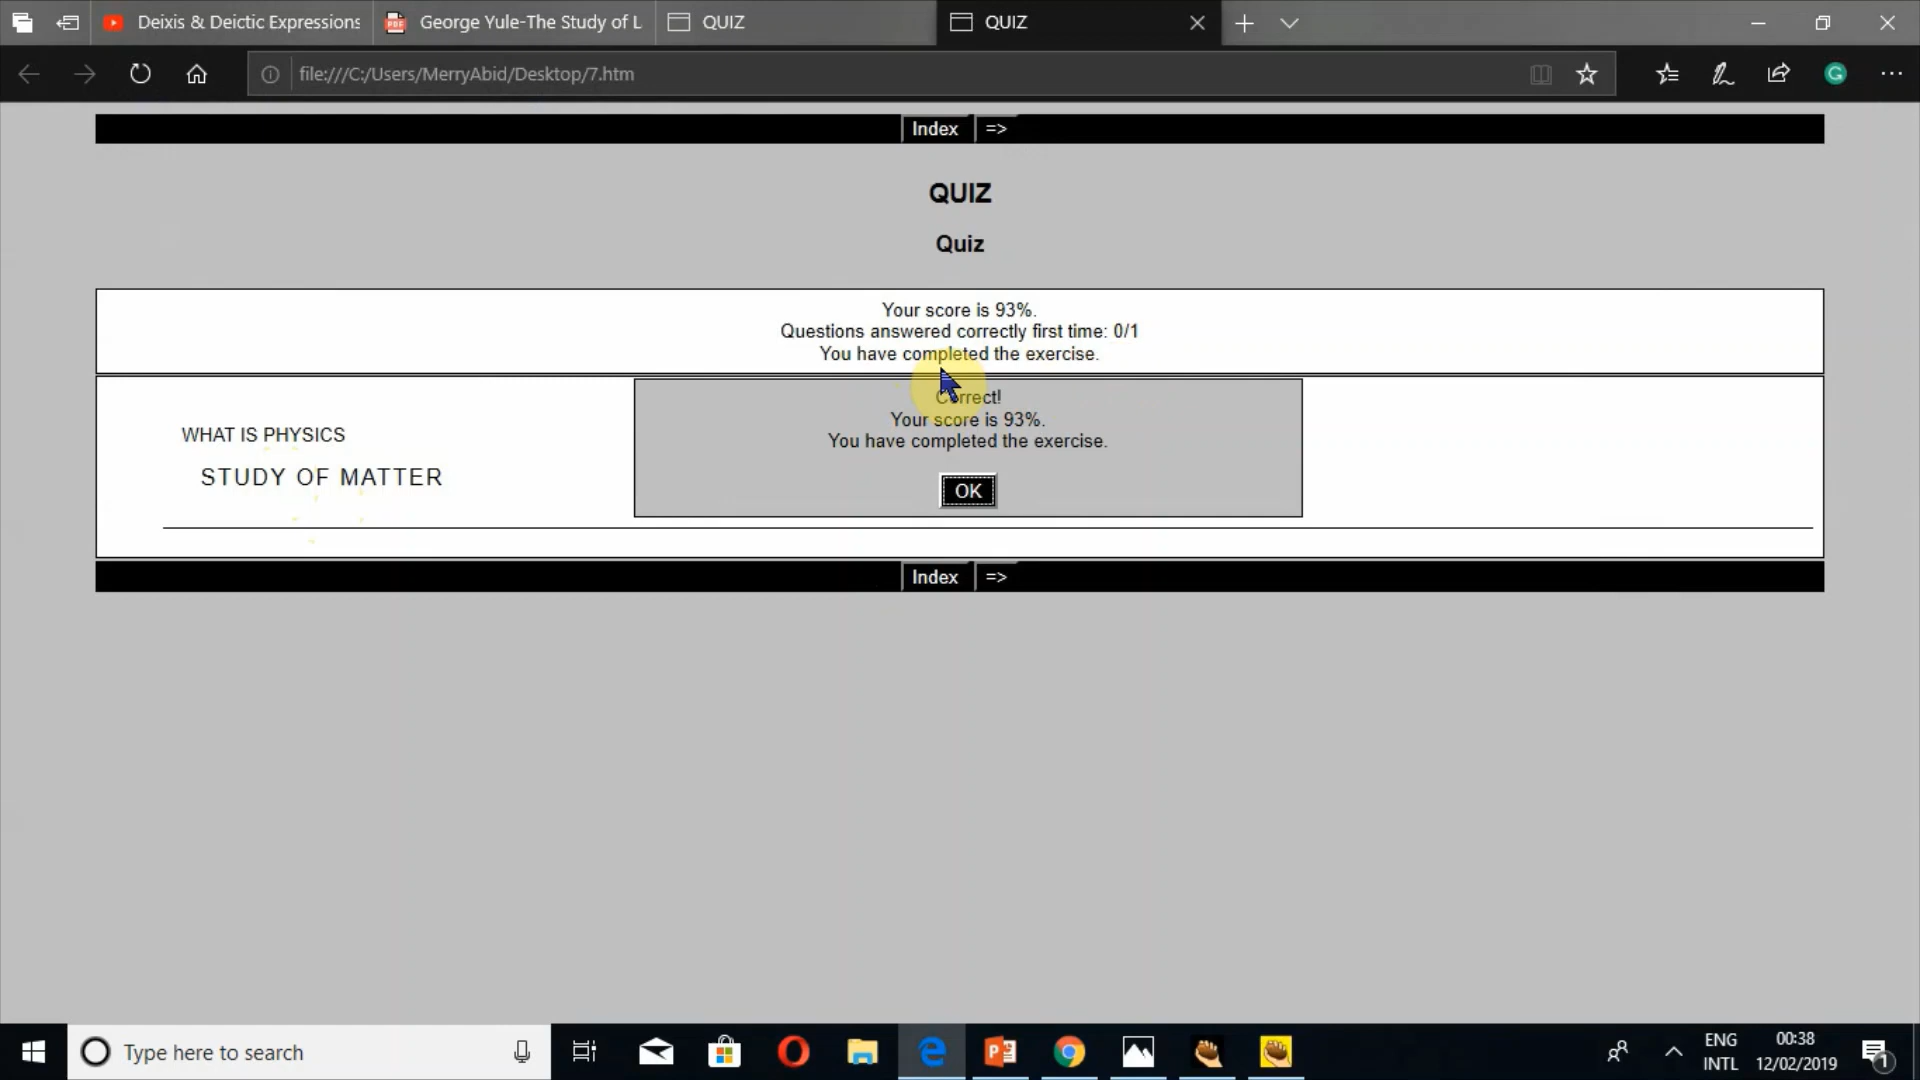 Deixis & Deictic Expressions
George Yule-The Study of L
QUIZ
QUIZ
file:///C:/Users/MerryAbid/Desktop/7.htm
G
Index =>
QUIZ
Quiz
Your score is 93%.
Questions answered correctly first time: 0/1
You have completed the exercise.
Correct!
Your score is 93%.
You have completed the exercise.
OK
WHAT IS PHYSICS
STUDY OF MATTER
Index =>
Type here to search
ENG
INTL
00:38
12/02/2019
1